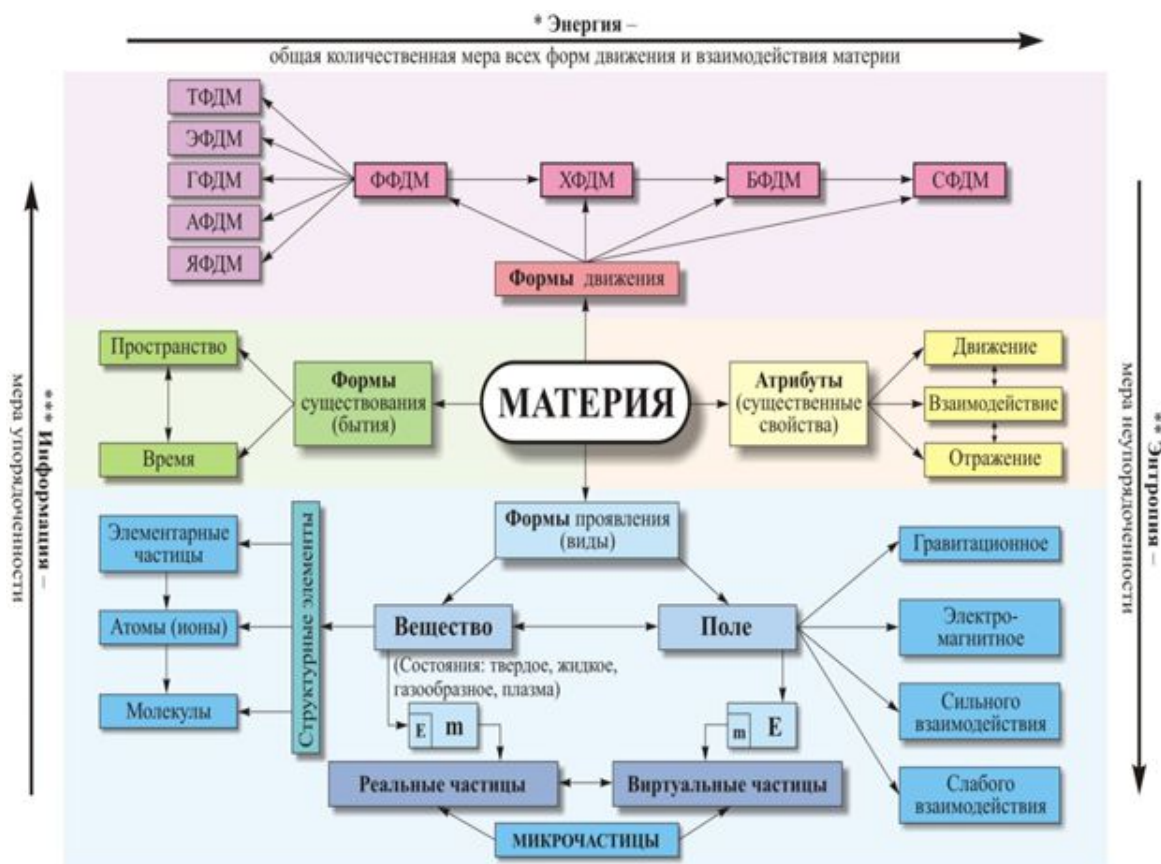 * Энергия –
общая количественная мера всех форм движения и взаимодействия материи
ТФДМ
ЭФДМ
ГФДМ
АФДМ
ЯФДМ
ФФДМ
ХФДМ
БФДМ
СФДМ
Формы движения
Пространство
Время
Формы
существования
(бытия)
МАТЕРИЯ
Атрибуты
(существенные
свойства)
Движение
Взаимодействие
Отражение
*** Информация –
мера упорядоченности
** Энтропия –
мера неупорядоченности
Формы проявления
(виды)
Элементарные
частицы
Атомы (ионы)
Молекулы
Структурные элементы
Вещество
(Состояния: твердое, жидкое,
газообразное, плазма)
Поле
Гравитационное
Электро-
магнитное
Сильного
взаимодействия
Слабого
взаимодействия
E m
m E
Реальные частицы
Виртуальные частицы
МИКРОЧАСТИЦЫ